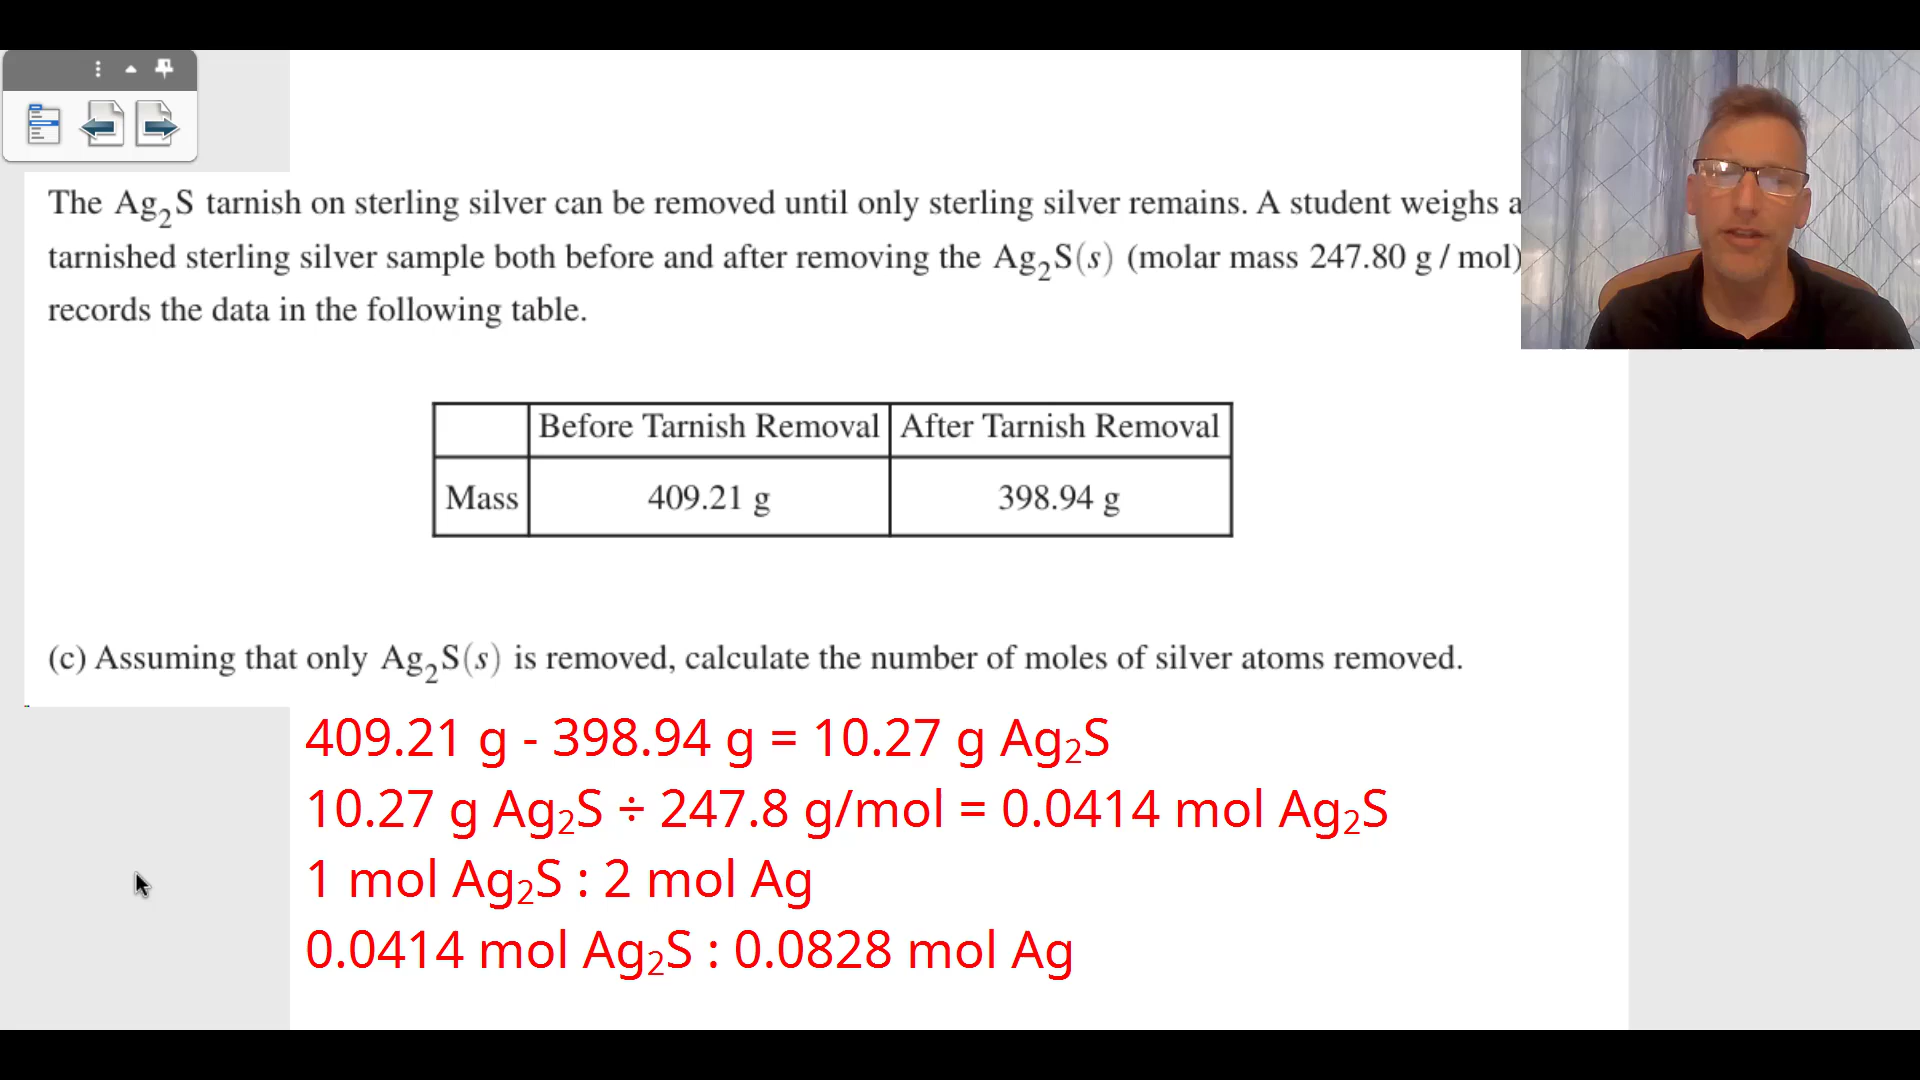 The Ag₂S tarnish on sterling silver can be removed until only sterling silver remains. A student weighs a
tarnished sterling silver sample both before and after removing the Ag₂S(s) (molar mass 247.80 g / mol)
records the data in the following table.
Before Tarnish Removal After Tarnish Removal
Mass 409.21 g 398.94 g
(c) Assuming that only Ag₂S(s) is removed, calculate the number of moles of silver atoms removed.
409.21 g - 398.94 g = 10.27 g Ag₂S
10.27 g Ag₂S ÷ 247.8 g/mol = 0.0414 mol Ag₂S
1 mol Ag₂S : 2 mol Ag
0.0414 mol Ag₂S : 0.0828 mol Ag